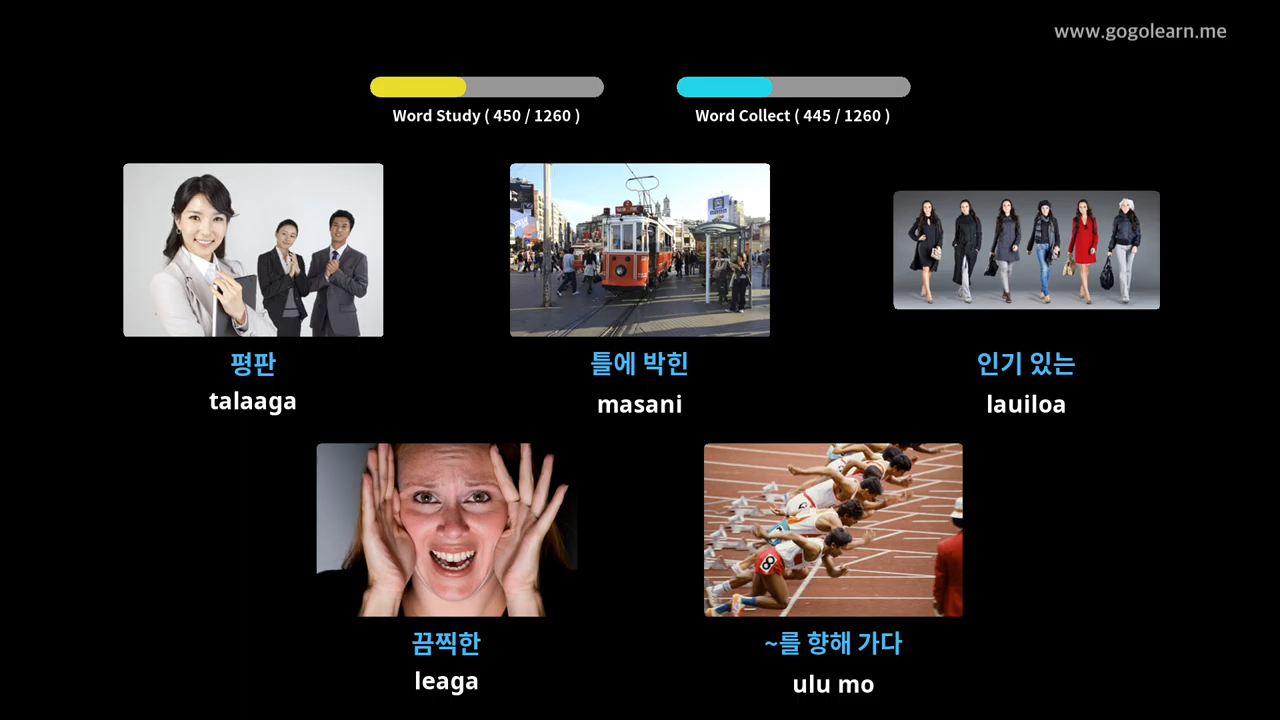 www.gogolearn.me
Word Study ( 450 / 1260 )
Word Collect ( 445 / 1260 )
평판
talaaga
틀에 박힌
masani
인기 있는
lauiloa
끔찍한
leaga
~를 향해 가다
ulu mo